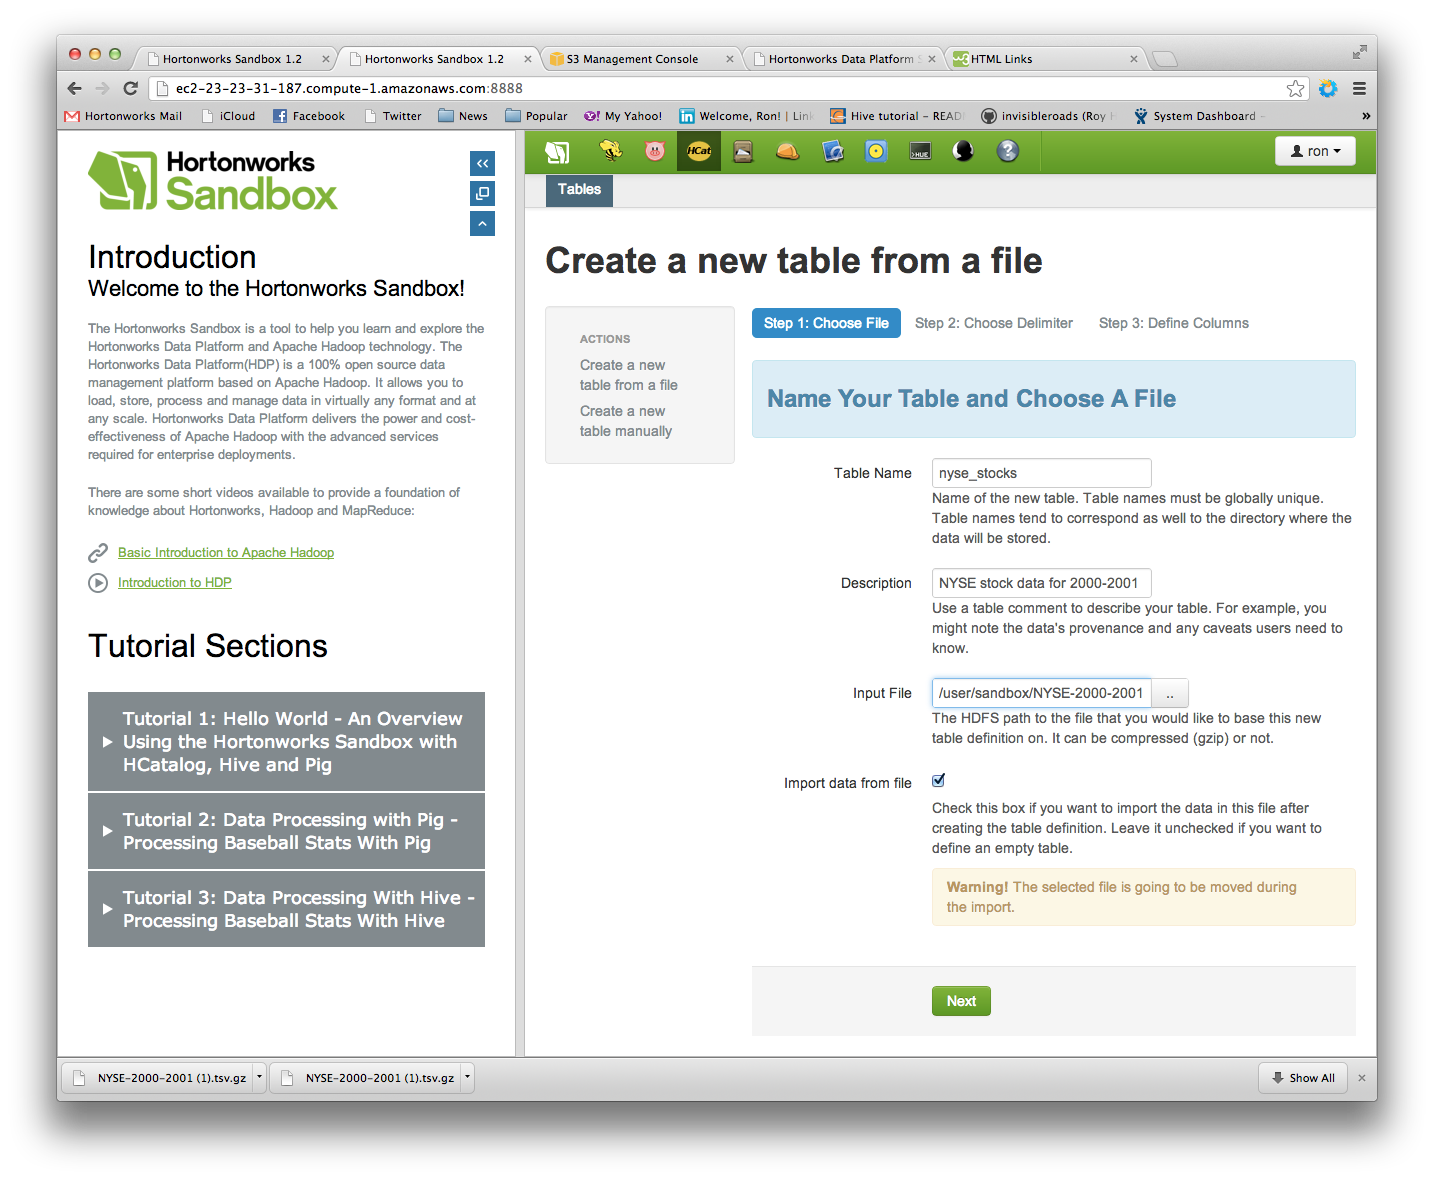 Hortonworks Sandbox 1.2
Hortonworks Sandbox 1.2
S3 Management Console
Hortonworks Data Platform
HTML Links
ec2-23-23-31-187.compute-1.amazonaws.com:8888
Hortonworks Mail
iCloud
Facebook
Twitter
News
Popular
My Yahoo!
Welcome, Ron! | Link
Hive tutorial – READ
invisibleroads (Roy H
System Dashboard –
»
Hortonworks
Sandbox
Introduction
Welcome to the Hortonworks Sandbox!
The Hortonworks Sandbox is a tool to help you learn and explore the
Hortonworks Data Platform and Apache Hadoop technology. The
Hortonworks Data Platform(HDP) is a 100% open source data
management platform based on Apache Hadoop. It allows you to
load, store, process and manage data in virtually any format and at
any scale. Hortonworks Data Platform delivers the power and cost-
effectiveness of Apache Hadoop with the advanced services
required for enterprise deployments.
There are some short videos available to provide a foundation of
knowledge about Hortonworks, Hadoop and MapReduce:
Basic Introduction to Apache Hadoop
Introduction to HDP
Tutorial Sections
Tutorial 1: Hello World - An Overview
Using the Hortonworks Sandbox with
HCatalog, Hive and Pig
Tutorial 2: Data Processing with Pig -
Processing Baseball Stats With Pig
Tutorial 3: Data Processing With Hive -
Processing Baseball Stats With Hive
HCat
>HUE
?
ron
Tables
Create a new table from a file
ACTIONS
Create a new
table from a file
Create a new
table manually
Step 1: Choose File
Step 2: Choose Delimiter
Step 3: Define Columns
Name Your Table and Choose A File
Table Name
nyse_stocks
Name of the new table. Table names must be globally unique.
Table names tend to correspond as well to the directory where the
data will be stored.
Description
NYSE stock data for 2000-2001
Use a table comment to describe your table. For example, you
might note the data's provenance and any caveats users need to
know.
Input File
/user/sandbox/NYSE-2000-2001
..
The HDFS path to the file that you would like to base this new
table definition on. It can be compressed (gzip) or not.
Import data from file
Check this box if you want to import the data in this file after
creating the table definition. Leave it unchecked if you want to
define an empty table.
Warning! The selected file is going to be moved during
the import.
Next
NYSE-2000-2001 (1).tsv.gz
NYSE-2000-2001 (1).tsv.gz
Show All